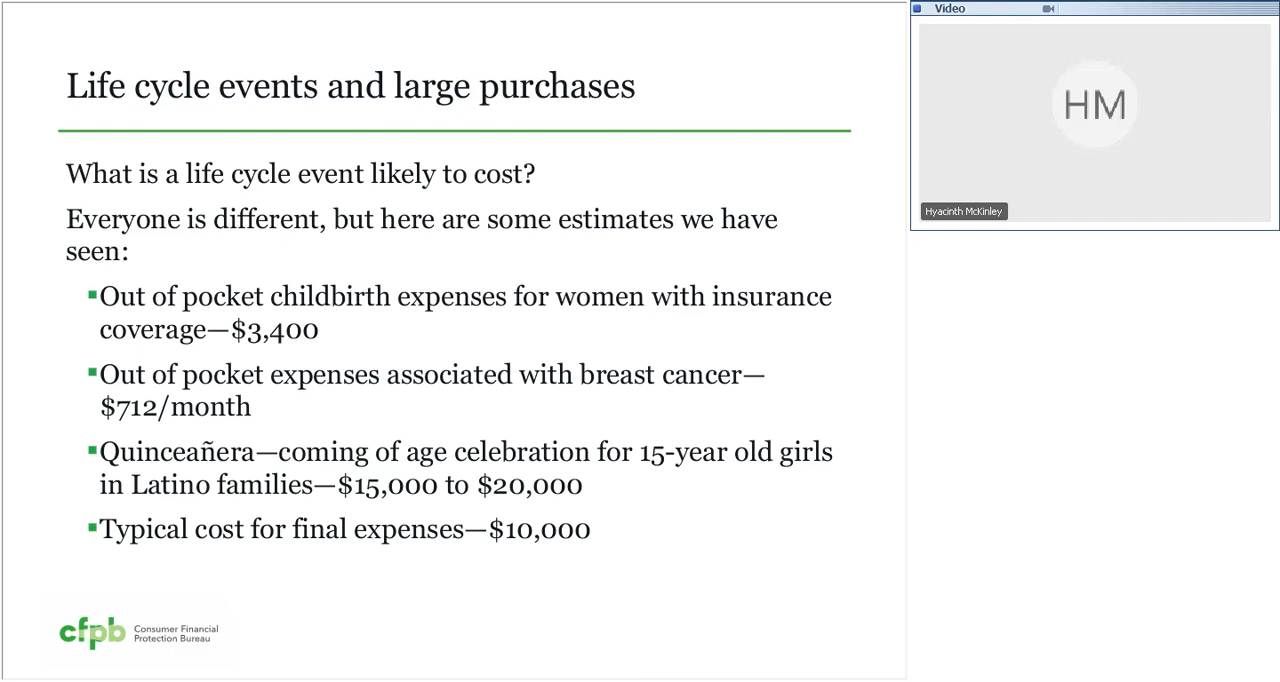 Life cycle events and large purchases
What is a life cycle event likely to cost?
Everyone is different, but here are some estimates we have
seen:
▪Out of pocket childbirth expenses for women with insurance
coverage—$3,400
▪Out of pocket expenses associated with breast cancer—
$712/month
▪Quinceañera—coming of age celebration for 15-year old girls
in Latino families—$15,000 to $20,000
▪Typical cost for final expenses—$10,000
cfpb Consumer Financial
Protection Bureau
Video
HM
Hyacinth McKinley